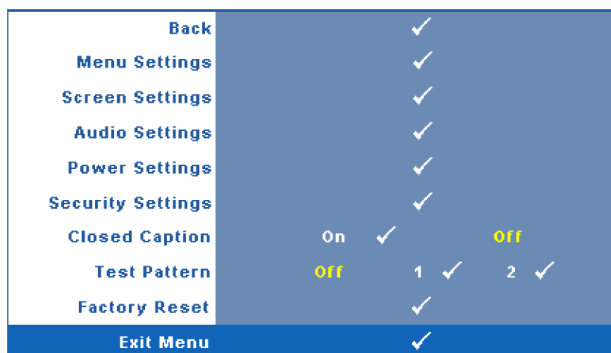 Back
Menu Settings
Screen Settings
Audio Settings
Power Settings
Security Settings
Closed Caption On Off
Test Pattern Off 1 2
Factory Reset
Exit Menu